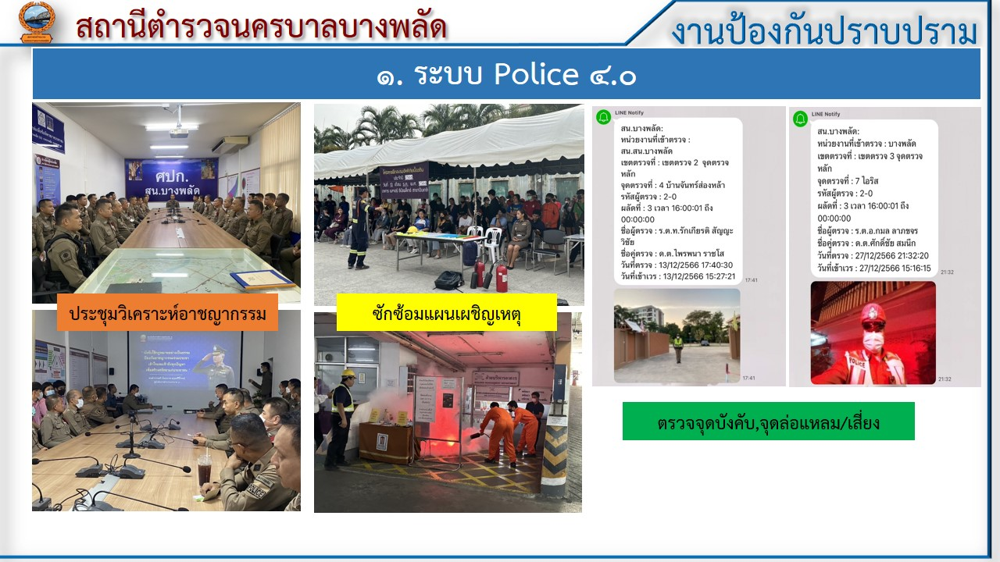 สถานีตำรวจนครบาลบางพลัด
งานป้องกันปราบปราม
๑. ระบบ Police ๔.๐
ศปก.
สน.บางพลัด
ประชุมวิเคราะห์อาชญากรรม
POLICE
ซักซ้อมแผนเผชิญเหตุ
LINE Notify
สน.บางพลัด:
หน่วยงานที่เข้าตรวจ :
สน.สน.บางพลัด
เขตตรวจที่ : เขตตรวจ 2 จุดตรวจ
หลัก
จุดตรวจที่ : 4 บ้านจันทร์ส่องหล้า
รหัสผู้ตรวจ : 2-0
ผลัดที่ : 3 เวลา 16:00:01 ถึง
00:00:00
ชื่อผู้ตรวจ : ร.ต.ท.รักเกียรติ สัญญะ
วิชัย
ชื่อคู่ตรวจ : ด.ต.ไพรพนา ราชโส
วันที่ตรวจ : 13/12/2566 17:40:30
วันที่เข้าเวร : 13/12/2566 15:27:21
17:41
17:41
LINE Notify
สน.บางพลัด:
หน่วยงานที่เข้าตรวจ : บางพลัด
เขตตรวจที่ : เขตตรวจ 3 จุดตรวจ
หลัก
จุดตรวจที่ : 7 ไอริส
รหัสผู้ตรวจ : 2-0
ผลัดที่ : 3 เวลา 16:00:01 ถึง
00:00:00
ชื่อผู้ตรวจ : ร.ต.อ.กมล ลาภขจร
ชื่อคู่ตรวจ : ด.ต.ศักดิ์ชัย สมนึก
วันที่ตรวจ : 27/12/2566 21:32:20
วันที่เข้าเวร : 27/12/2566 15:16:15
21:32
POLICE
21:32
ตรวจจุดบังคับ,จุดล่อแหลม/เสี่ยง